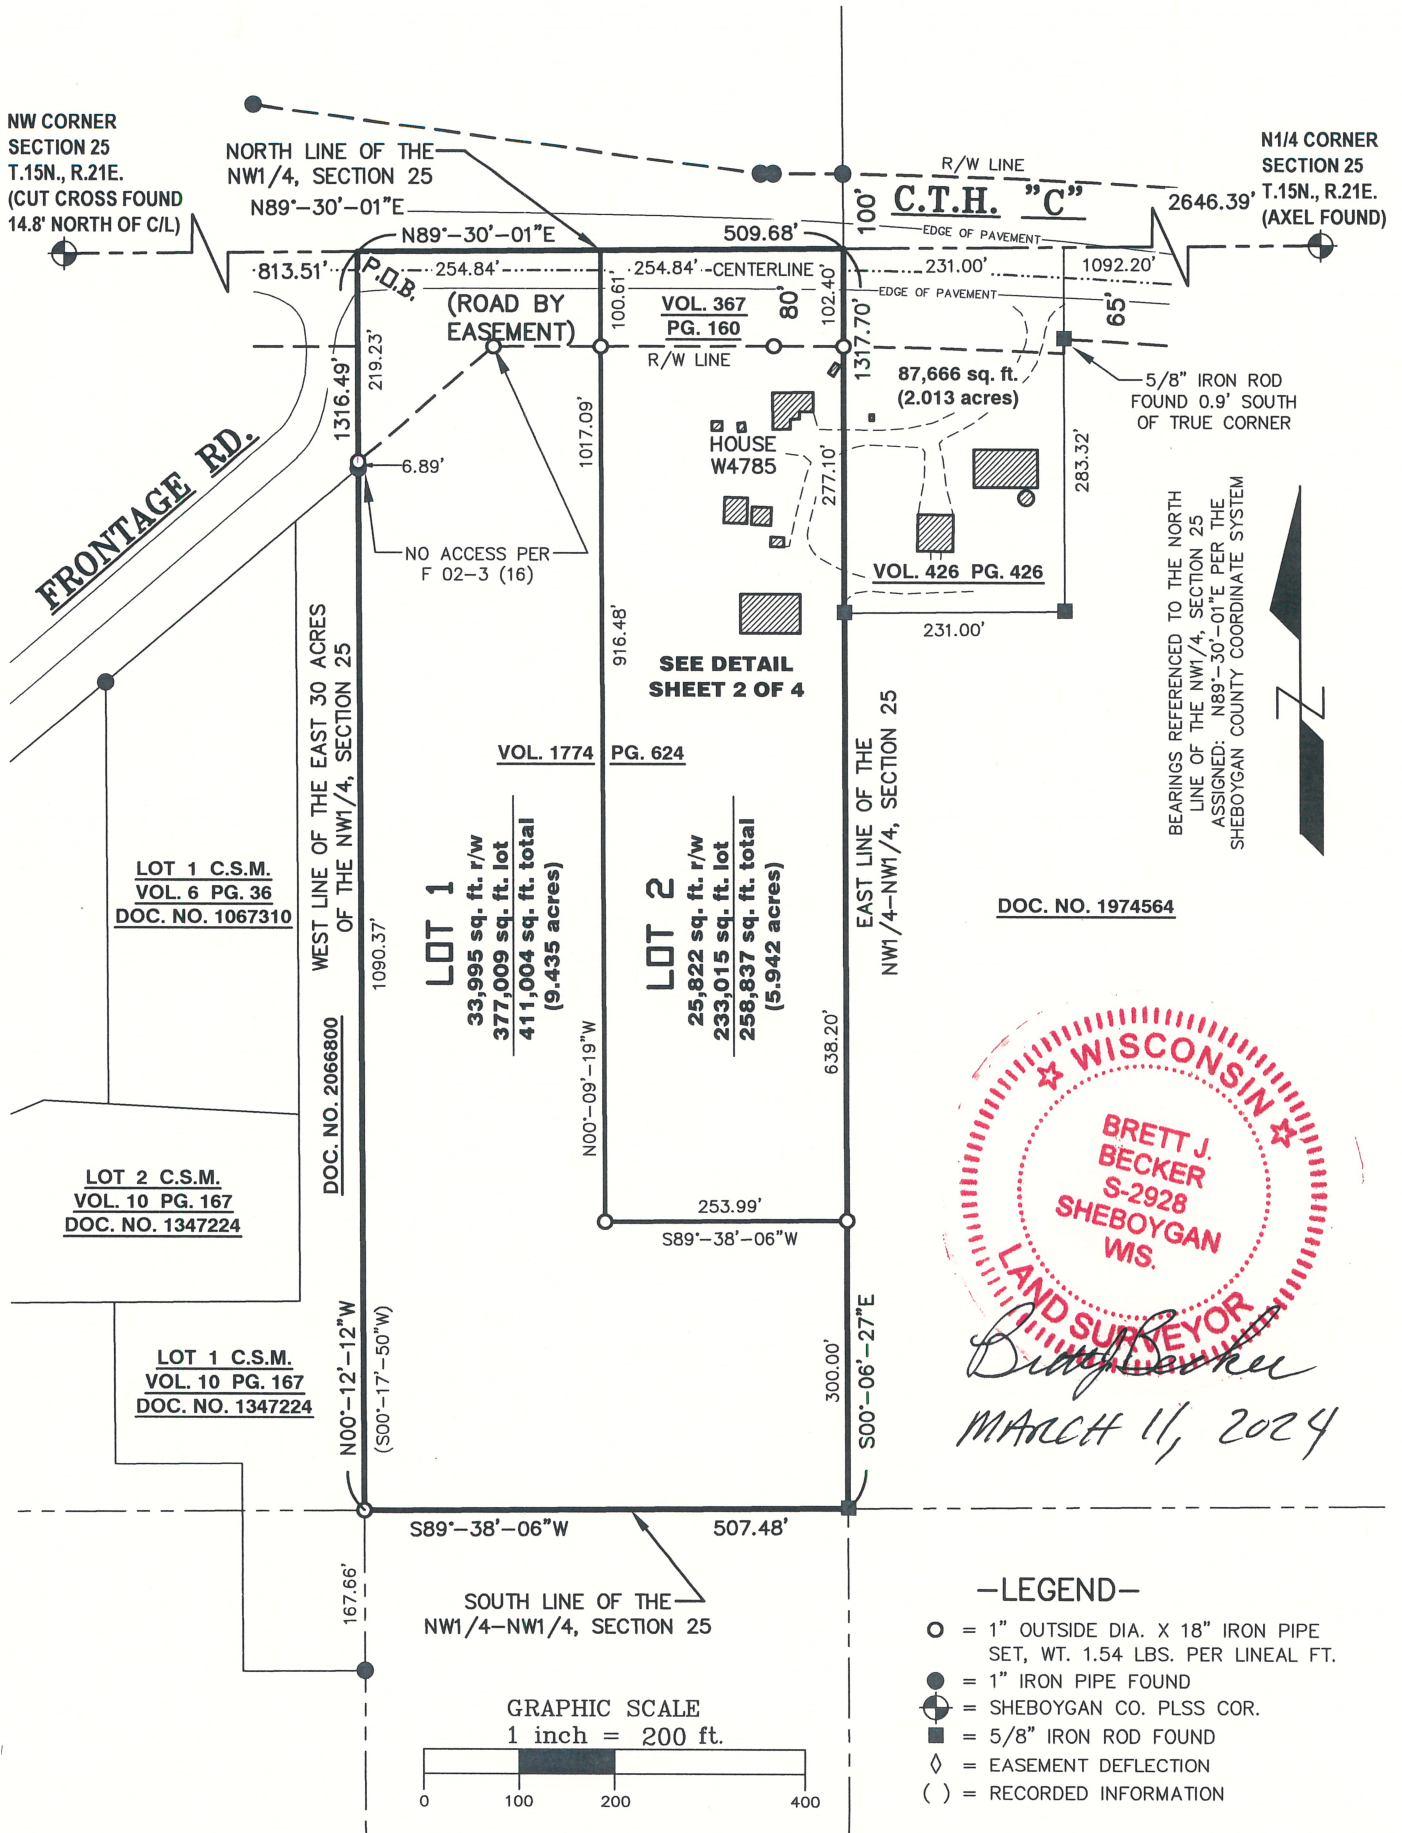 NW CORNER
SECTION 25
T.15N., R.21E.
(CUT CROSS FOUND
14.8' NORTH OF C/L)
NORTH LINE OF THE
NW1/4, SECTION 25
N89°-30'-01"E
R/W LINE
C.T.H. "C"
100'
2646.39'
N1/4 CORNER
SECTION 25
T.15N., R.21E.
(AXEL FOUND)
N89°-30'-01"E
509.68'
EDGE OF PAVEMENT
813.51'
P.O.B.
254.84'
254.84'
CENTERLINE
231.00'
1092.20'
(ROAD BY
EASEMENT)
100.61
VOL. 367
PG. 160
80'
102.40'
EDGE OF PAVEMENT
65'
R/W LINE
1317.70'
1316.49'
219.23'
87,666 sq. ft.
(2.013 acres)
5/8" IRON ROD
FOUND 0.9' SOUTH
OF TRUE CORNER
FRONTAGE RD.
6.89'
1017.09'
HOUSE
W4785
277.10'
283.32'
NO ACCESS PER
F 02-3 (16)
VOL. 426 PG. 426
231.00'
916.48'
SEE DETAIL
SHEET 2 OF 4
BEARINGS REFERENCED TO THE NORTH
LINE OF THE NW1/4, SECTION 25
ASSIGNED: N89°-30'-01"E PER THE
SHEBOYGAN COUNTY COORDINATE SYSTEM
N
WEST LINE OF THE EAST 30 ACRES
OF THE NW1/4, SECTION 25
VOL. 1774 PG. 624
EAST LINE OF THE
NW1/4-NW1/4, SECTION 25
LOT 1 C.S.M.
VOL. 6 PG. 36
DOC. NO. 1067310
1090.37'
LOT 1
33,995 sq. ft. r/w
377,009 sq. ft. lot
411,004 sq. ft. total
(9.435 acres)
LOT 2
25,822 sq. ft. r/w
233,015 sq. ft. lot
258,837 sq. ft. total
(5.942 acres)
DOC. NO. 1974564
DOC. NO. 2066800
N00°-09'-19"W
638.20'
WISCONSIN
BRETT J.
BECKER
S-2928
SHEBOYGAN
WIS.
LAND SURVEYOR
LOT 2 C.S.M.
VOL. 10 PG. 167
DOC. NO. 1347224
253.99'
S89°-38'-06"W
LOT 1 C.S.M.
VOL. 10 PG. 167
DOC. NO. 1347224
N00°-12'-12"W
(S00°-17'-50"W)
300.00'
S00°-06'-27"E
Brett J Becker
MARCH 11, 2024
S89°-38'-06"W
507.48'
167.66'
SOUTH LINE OF THE
NW1/4-NW1/4, SECTION 25
GRAPHIC SCALE
1 inch = 200 ft.
0 100 200 400
-LEGEND-
= 1" OUTSIDE DIA. X 18" IRON PIPE
SET, WT. 1.54 LBS. PER LINEAL FT.
= 1" IRON PIPE FOUND
= SHEBOYGAN CO. PLSS COR.
= 5/8" IRON ROD FOUND
= EASEMENT DEFLECTION
( ) = RECORDED INFORMATION